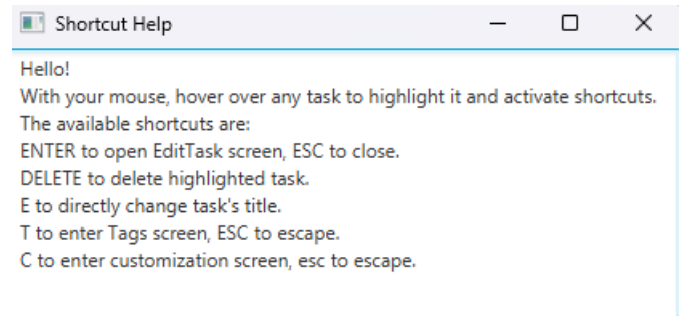 Shortcut Help
Hello!
With your mouse, hover over any task to highlight it and activate shortcuts.
The available shortcuts are:
ENTER to open EditTask screen, ESC to close.
DELETE to delete highlighted task.
E to directly change task's title.
T to enter Tags screen, ESC to escape.
C to enter customization screen, esc to escape.